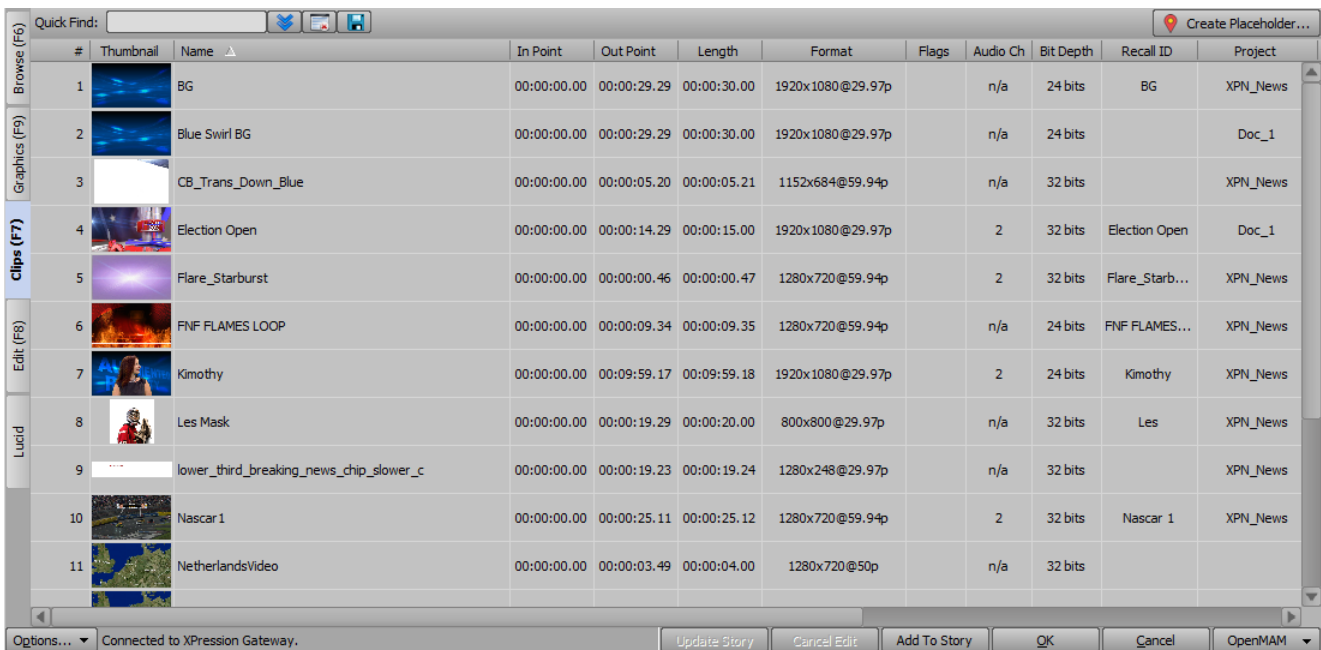 Quick Find:
Create Placeholder...
# Thumbnail Name In Point Out Point Length Format Flags Audio Ch Bit Depth Recall ID Project
Browse (F6)
Graphics (F9)
Clips (F7)
Edit (F8)
Lucid
1 BG 00:00:00.00 00:00:29.29 00:00:30.00 1920x1080@29.97p n/a 24 bits BG XPN_News
2 Blue Swirl BG 00:00:00.00 00:00:29.29 00:00:30.00 1920x1080@29.97p n/a 24 bits Doc_1
3 CB_Trans_Down_Blue 00:00:00.00 00:00:05.20 00:00:05.21 1152x684@59.94p n/a 32 bits XPN_News
4 Election Open 00:00:00.00 00:00:14.29 00:00:15.00 1920x1080@29.97p 2 32 bits Election Open Doc_1
5 Flare_Starburst 00:00:00.00 00:00:00.46 00:00:00.47 1280x720@59.94p 2 32 bits Flare_Starb... XPN_News
6 FNF FLAMES LOOP 00:00:00.00 00:00:09.34 00:00:09.35 1280x720@59.94p n/a 24 bits FNF FLAMES... XPN_News
7 Kimothy 00:00:00.00 00:09:59.17 00:09:59.18 1920x1080@29.97p 2 24 bits Kimothy XPN_News
8 Les Mask 00:00:00.00 00:00:19.29 00:00:20.00 800x800@29.97p n/a 32 bits Les XPN_News
9 lower_third_breaking_news_chip_slower_c 00:00:00.00 00:00:19.23 00:00:19.24 1280x248@29.97p n/a 32 bits XPN_News
10 Nascar1 00:00:00.00 00:00:25.11 00:00:25.12 1280x720@59.94p 2 32 bits Nascar 1 XPN_News
11 NetherlandsVideo 00:00:00.00 00:00:03.49 00:00:04.00 1280x720@50p n/a 32 bits
Options... Connected to XPression Gateway. Update Story Cancel Edit Add To Story OK Cancel OpenMAM